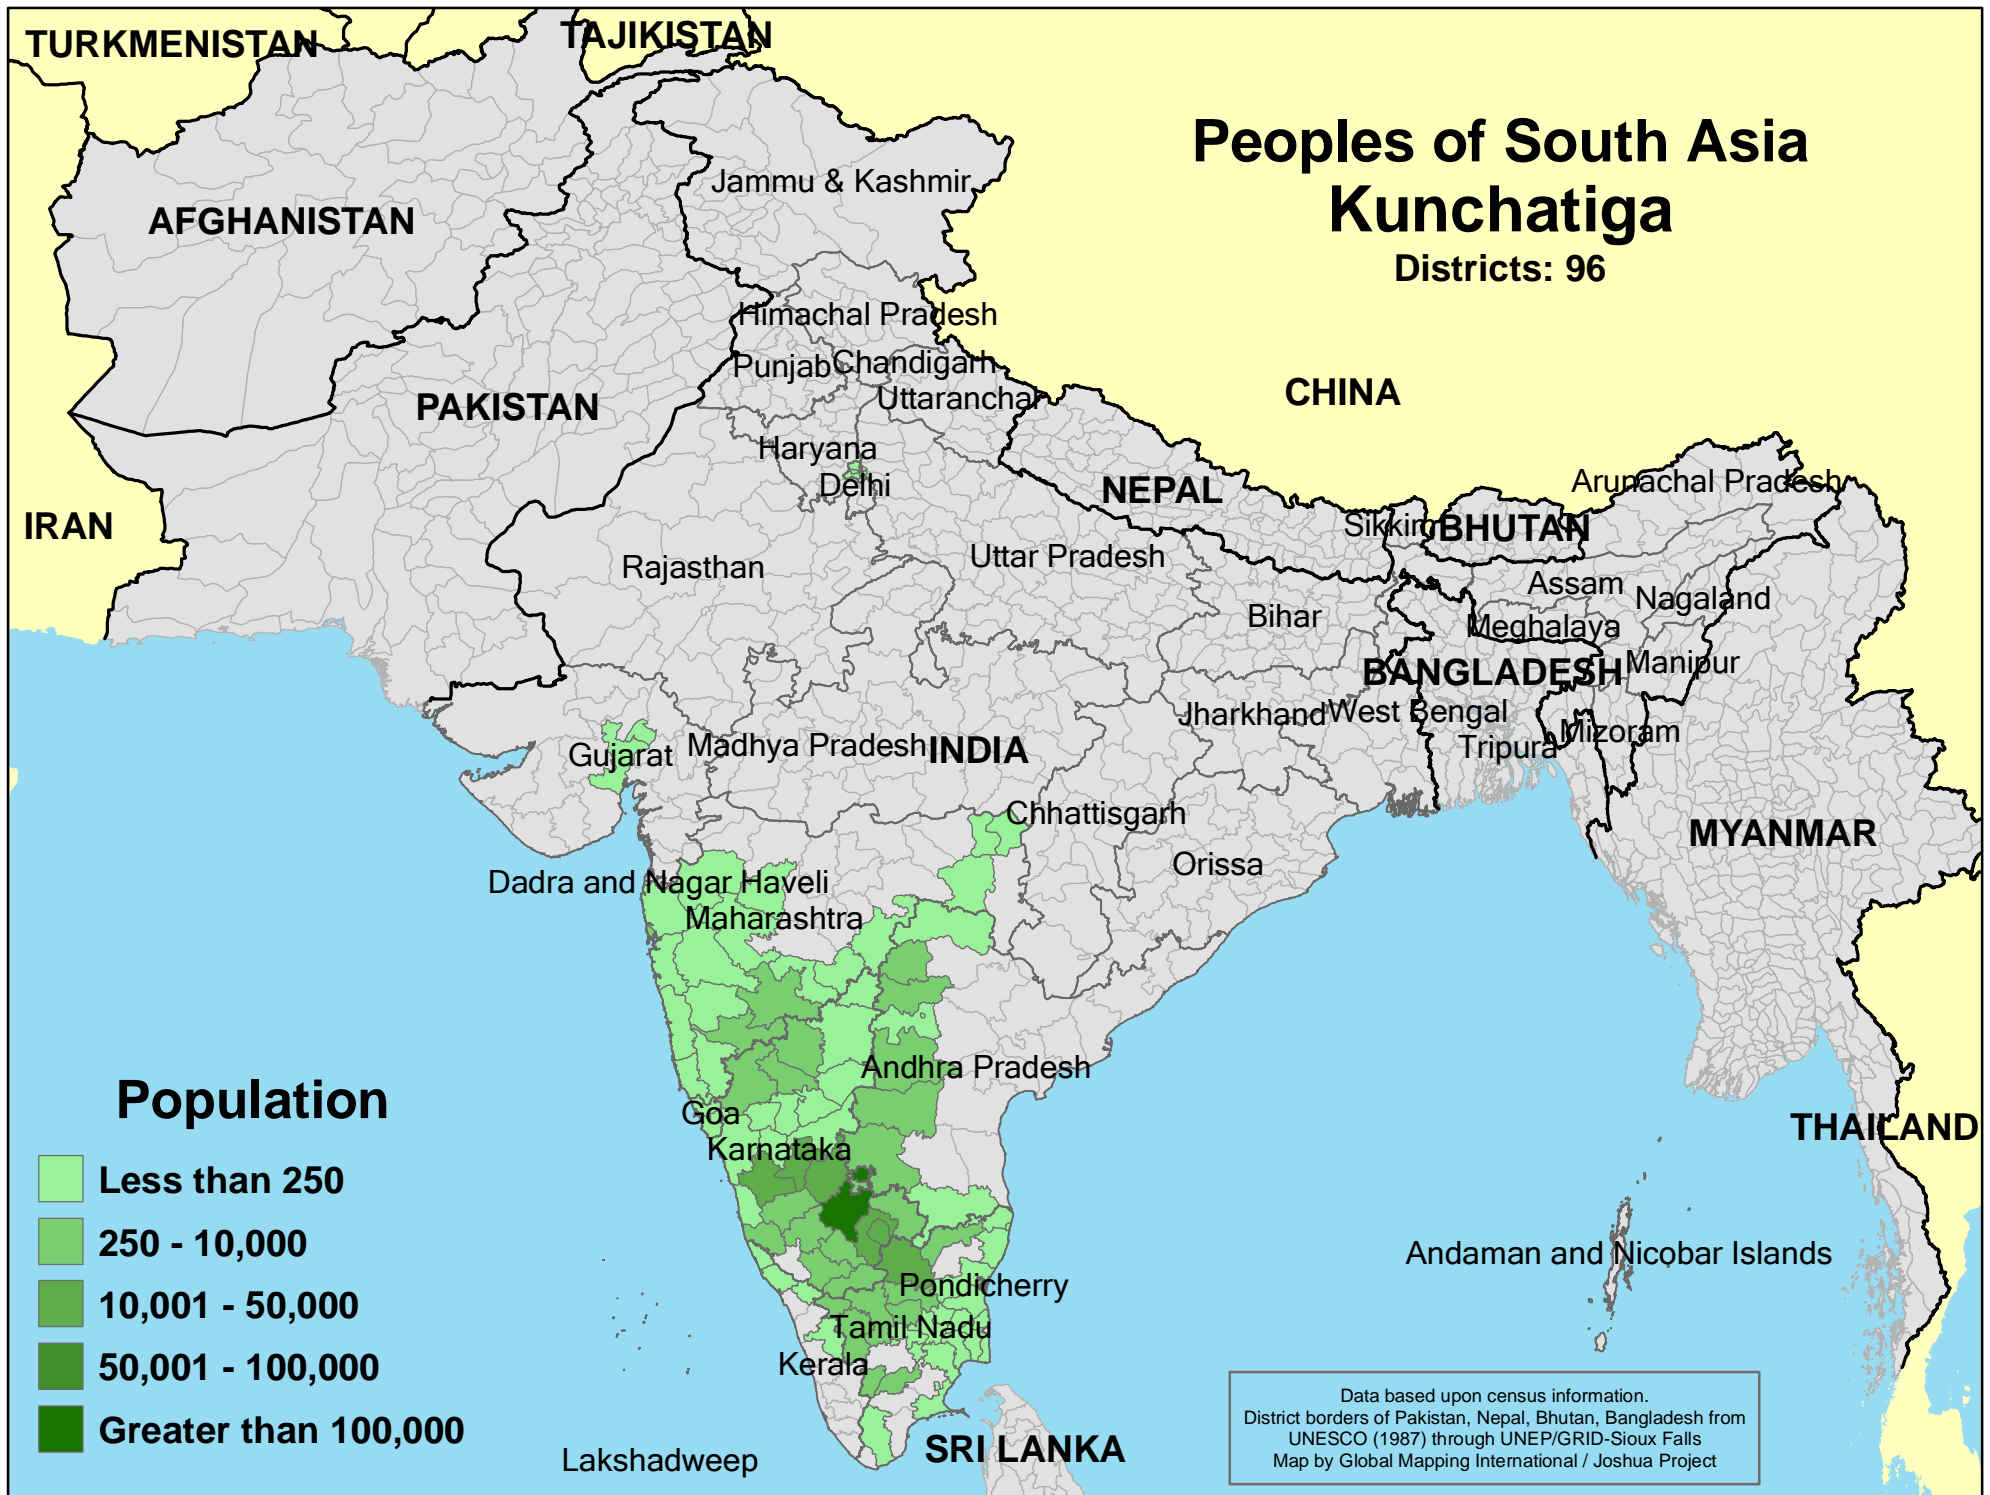 TURKMENISTAN
TAJIKISTAN
Peoples of South Asia
Kunchatiga
Districts: 96
Jammu & Kashmir
AFGHANISTAN
Himachal Pradesh
Punjab
Chandigarh
Uttaranchal
PAKISTAN
CHINA
Haryana
Delhi
NEPAL
Arunachal Pradesh
IRAN
Sikkim
BHUTAN
Rajasthan
Uttar Pradesh
Assam
Nagaland
Bihar
Meghalaya
BANGLADESH
Manipur
Jharkhand
West Bengal
Gujarat
Madhya Pradesh
INDIA
Tripura
Mizoram
Chhattisgarh
MYANMAR
Orissa
Dadra and Nagar Haveli
Maharashtra
Andhra Pradesh
Population
Goa
THAILAND
Karnataka
Less than 250
250 - 10,000
Andaman and Nicobar Islands
Pondicherry
10,001 - 50,000
Tamil Nadu
50,001 - 100,000
Kerala
Greater than 100,000
Lakshadweep
SRI LANKA
Data based upon census information.
District borders of Pakistan, Nepal, Bhutan, Bangladesh from
UNESCO (1987) through UNEP/GRID-Sioux Falls
Map by Global Mapping International / Joshua Project